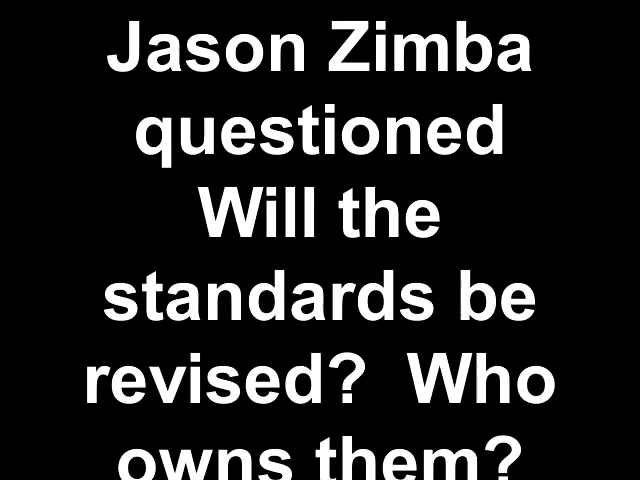 Jason Zimba
questioned
Will the
standards be
revised?  Who
owns them?